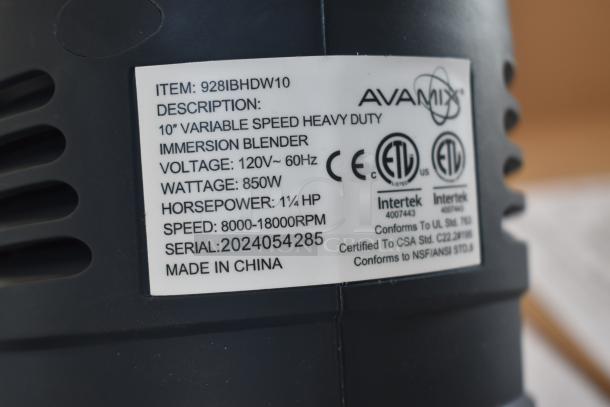 ITEM: 928IBHDW10
DESCRIPTION:
10" VARIABLE SPEED HEAVY DUTY
IMMERSION BLENDER
VOLTAGE: 120V~ 60Hz
WATTAGE: 850W
HORSEPOWER: 1¼ HP
SPEED: 8000-18000RPM
SERIAL:2024054285
MADE IN CHINA
AVAMIX®
CE
C ETL US
Intertek
4007443
ETL
Intertek
4007443
Conforms To UL Std. 763
Certified To CSA Std. C22.2#195
Conforms to NSF/ANSI STD.8